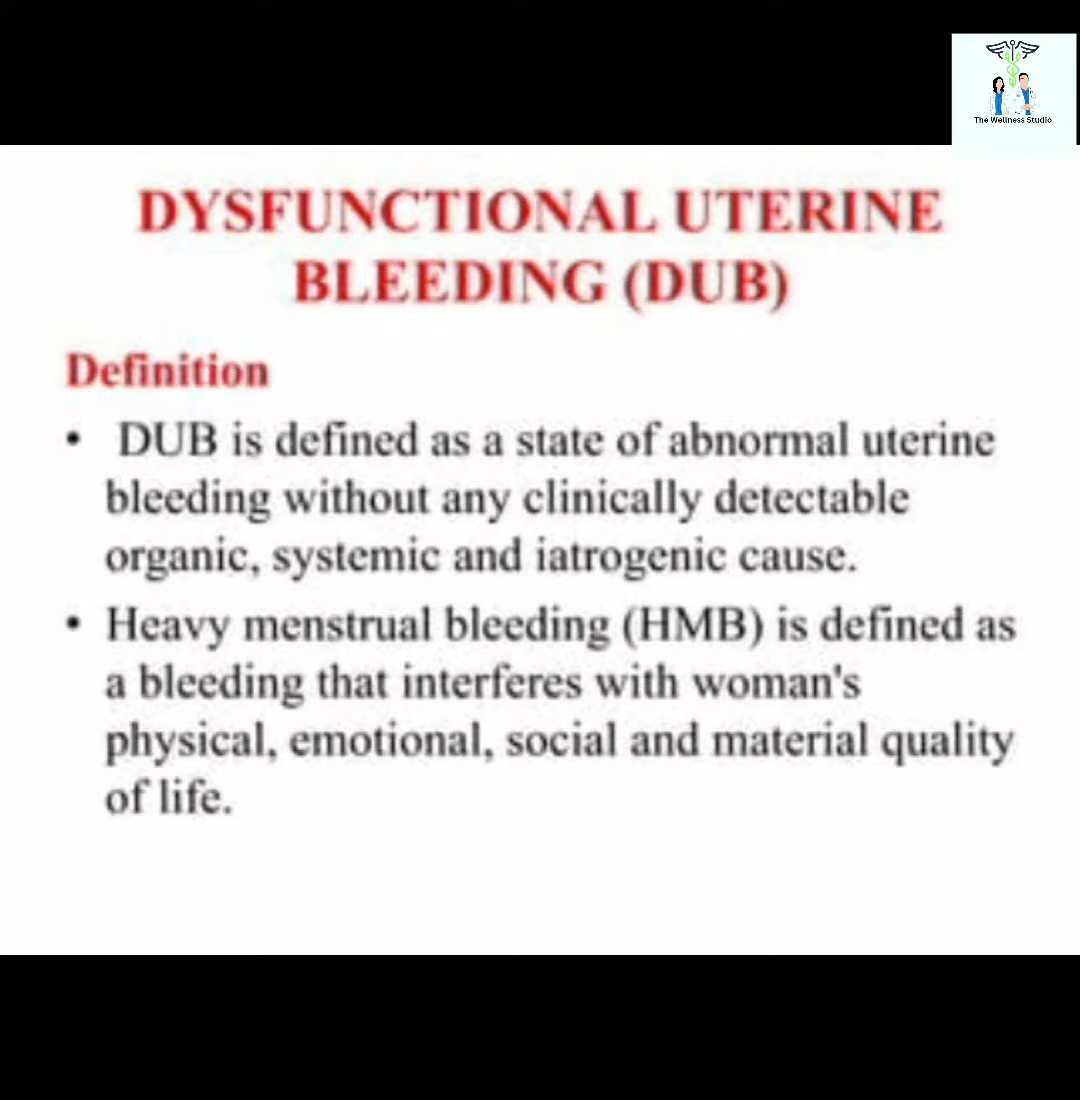 The Wellness Studio
DYSFUNCTIONAL UTERINE
BLEEDING (DUB)
Definition
• DUB is defined as a state of abnormal uterine
bleeding without any clinically detectable
organic, systemic and iatrogenic cause.
• Heavy menstrual bleeding (HMB) is defined as
a bleeding that interferes with woman's
physical, emotional, social and material quality
of life.